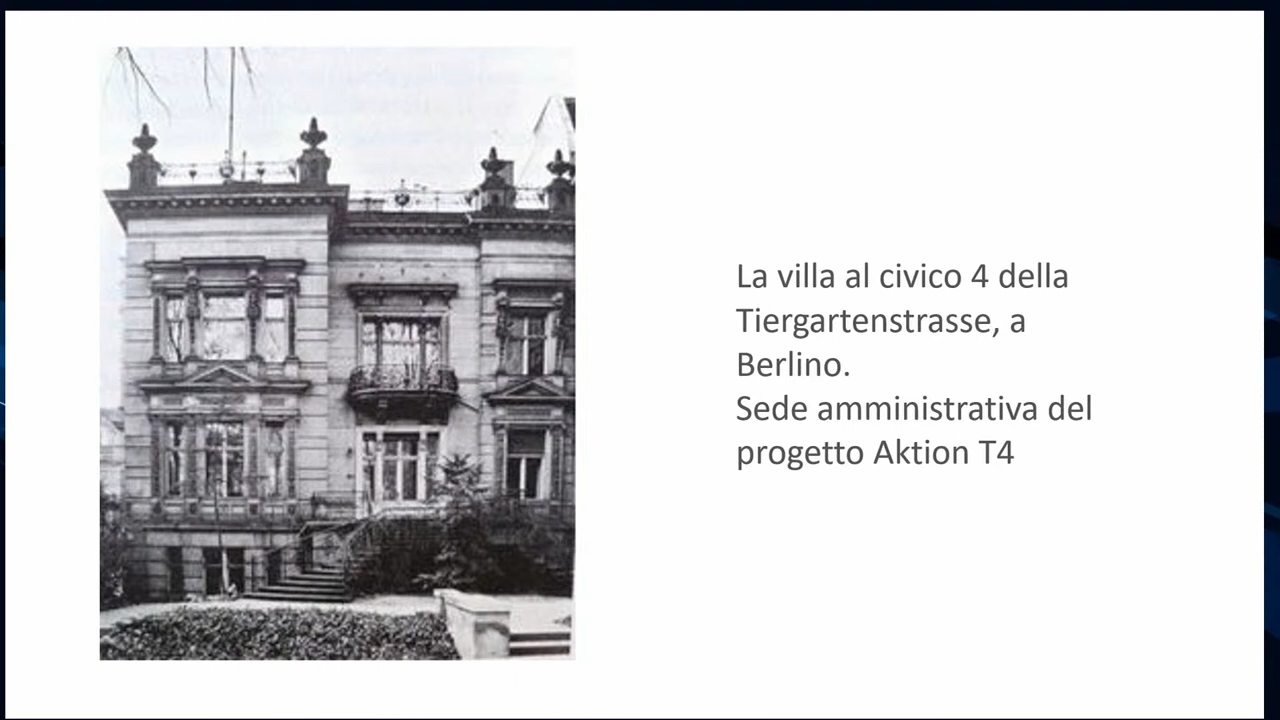 La villa al civico 4 della
Tiergartenstrasse, a
Berlino.
Sede amministrativa del
progetto Aktion T4